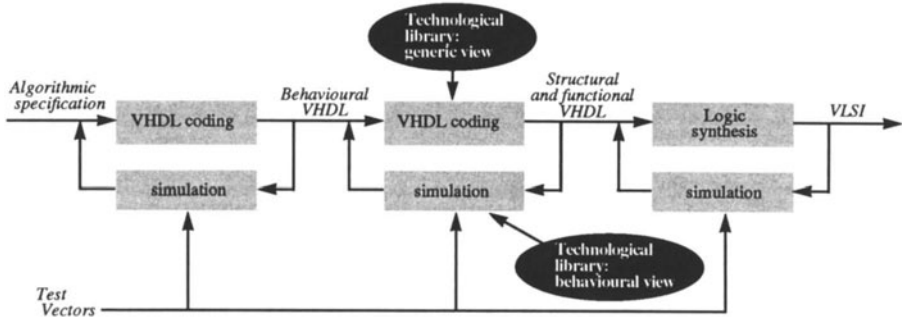 Technological
library:
generic view
Algorithmic
specification
Behavioural
VHDL
Structural
and functional
VHDL
VLSI
VHDL coding
VHDL coding
Logic
synthesis
simulation
simulation
simulation
Technological
library:
behavioural view
Test
Vectors